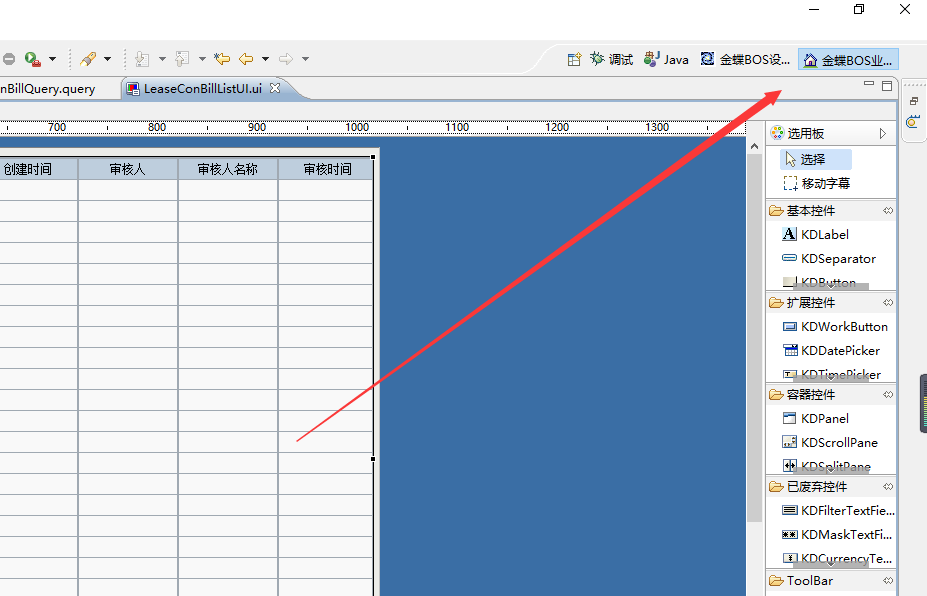 调试
Java
金蝶BOS设...
金蝶BOS业...
nBillQuery.query
LeaseConBillListUI.ui
700 800 900 1000 1100 1200 1300
创建时间 审核人 审核人名称 审核时间
选用板
选择
移动字幕
基本控件
KDLabel
KDSeparator
KDButton
扩展控件
KDWorkButton
KDDatePicker
KDTimePicker
容器控件
KDPanel
KDScrollPane
KDSplitPane
已废弃控件
KDFilterTextFie...
KDMaskTextFi...
KDCurrencyTe...
ToolBar